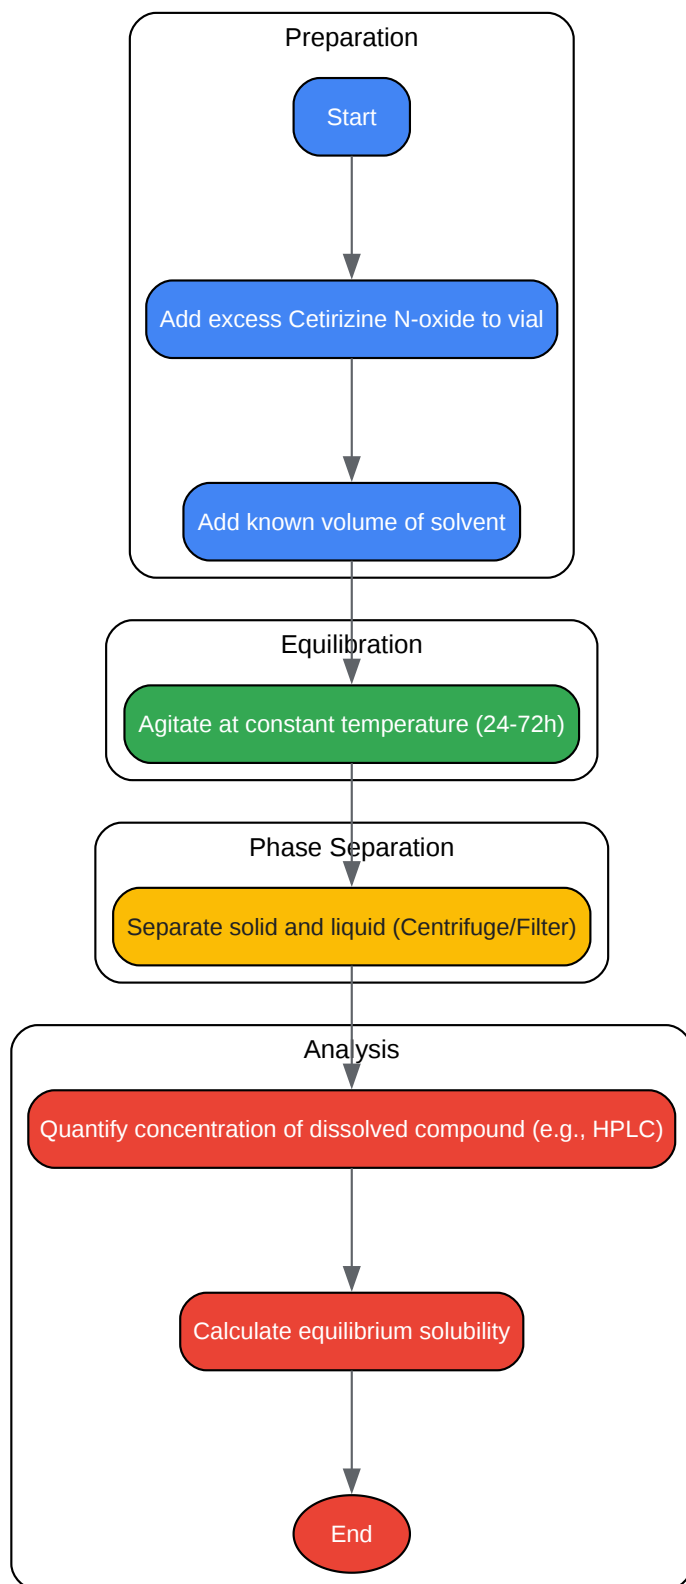 Preparation
Start
Add excess Cetirizine N-oxide to vial
Add known volume of solvent
Equilibration
Agitate at constant temperature (24-72h)
Phase Separation
Separate solid and liquid (Centrifuge/Filter)
Analysis
Quantify concentration of dissolved compound (e.g., HPLC)
Calculate equilibrium solubility
End